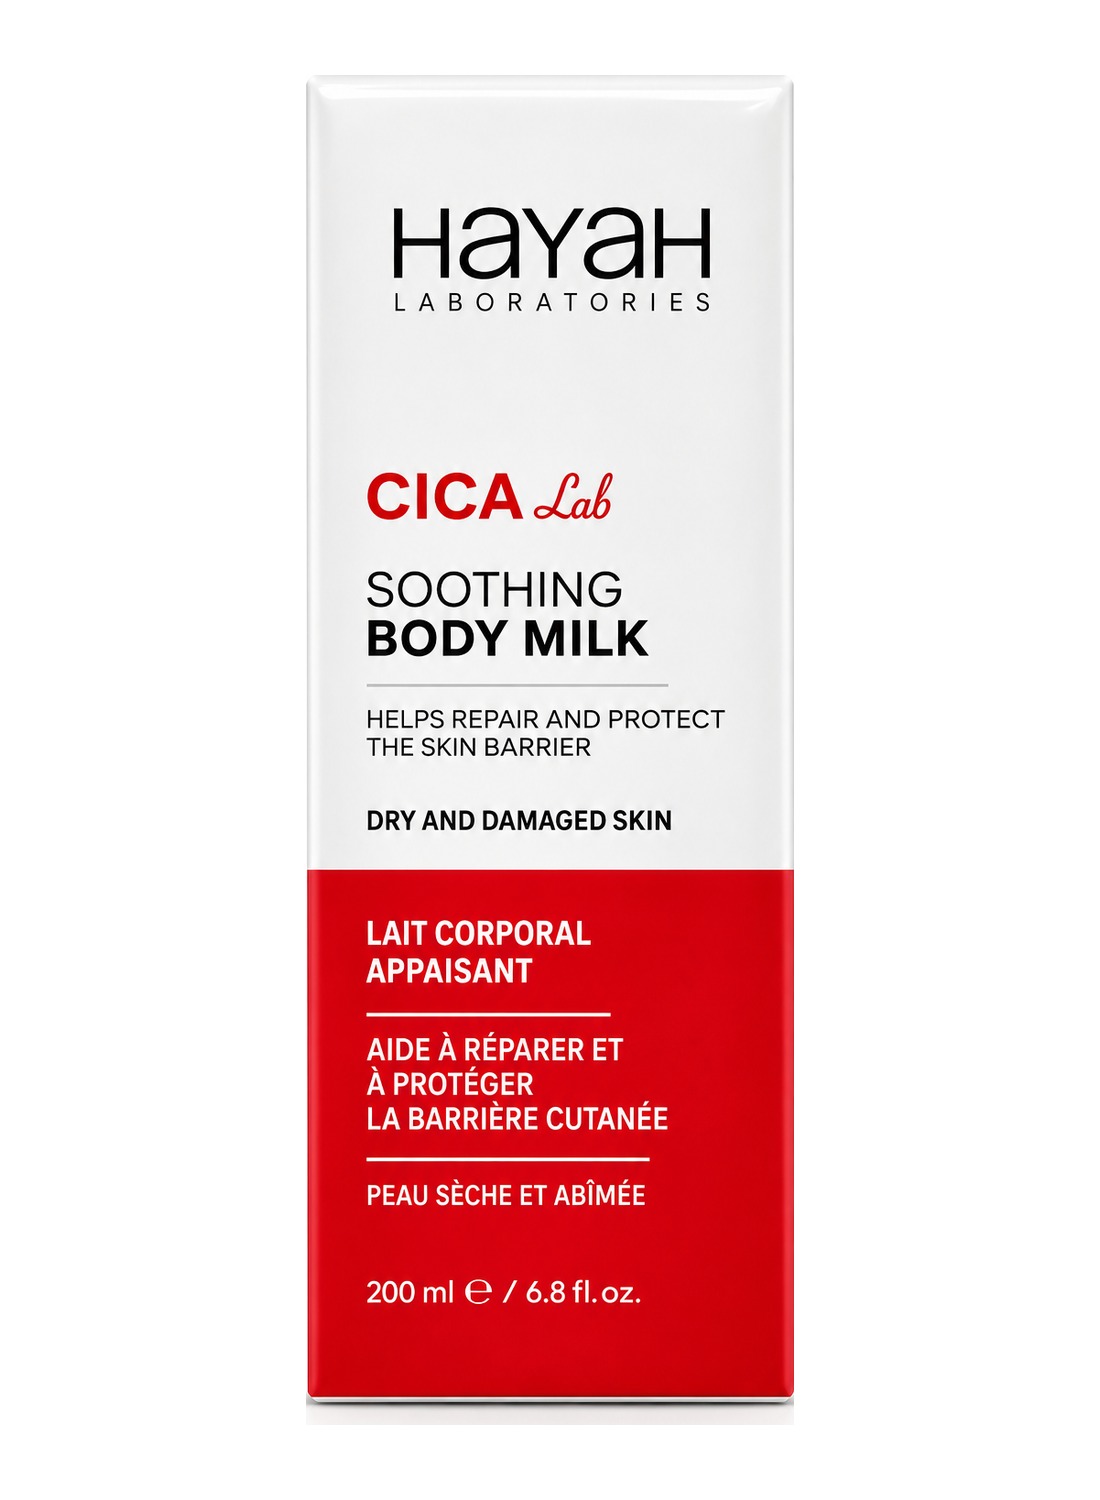 HaYaH
LABORATORIES
CICA Lab
SOOTHING
BODY MILK
HELPS REPAIR AND PROTECT
THE SKIN BARRIER
DRY AND DAMAGED SKIN
LAIT CORPORAL
APPAISANT
AIDE À RÉPARER ET
À PROTÉGER
LA BARRIÈRE CUTANÉE
PEAU SÈCHE ET ABÎMÉE
200 ml ℮ / 6.8 fl.oz.